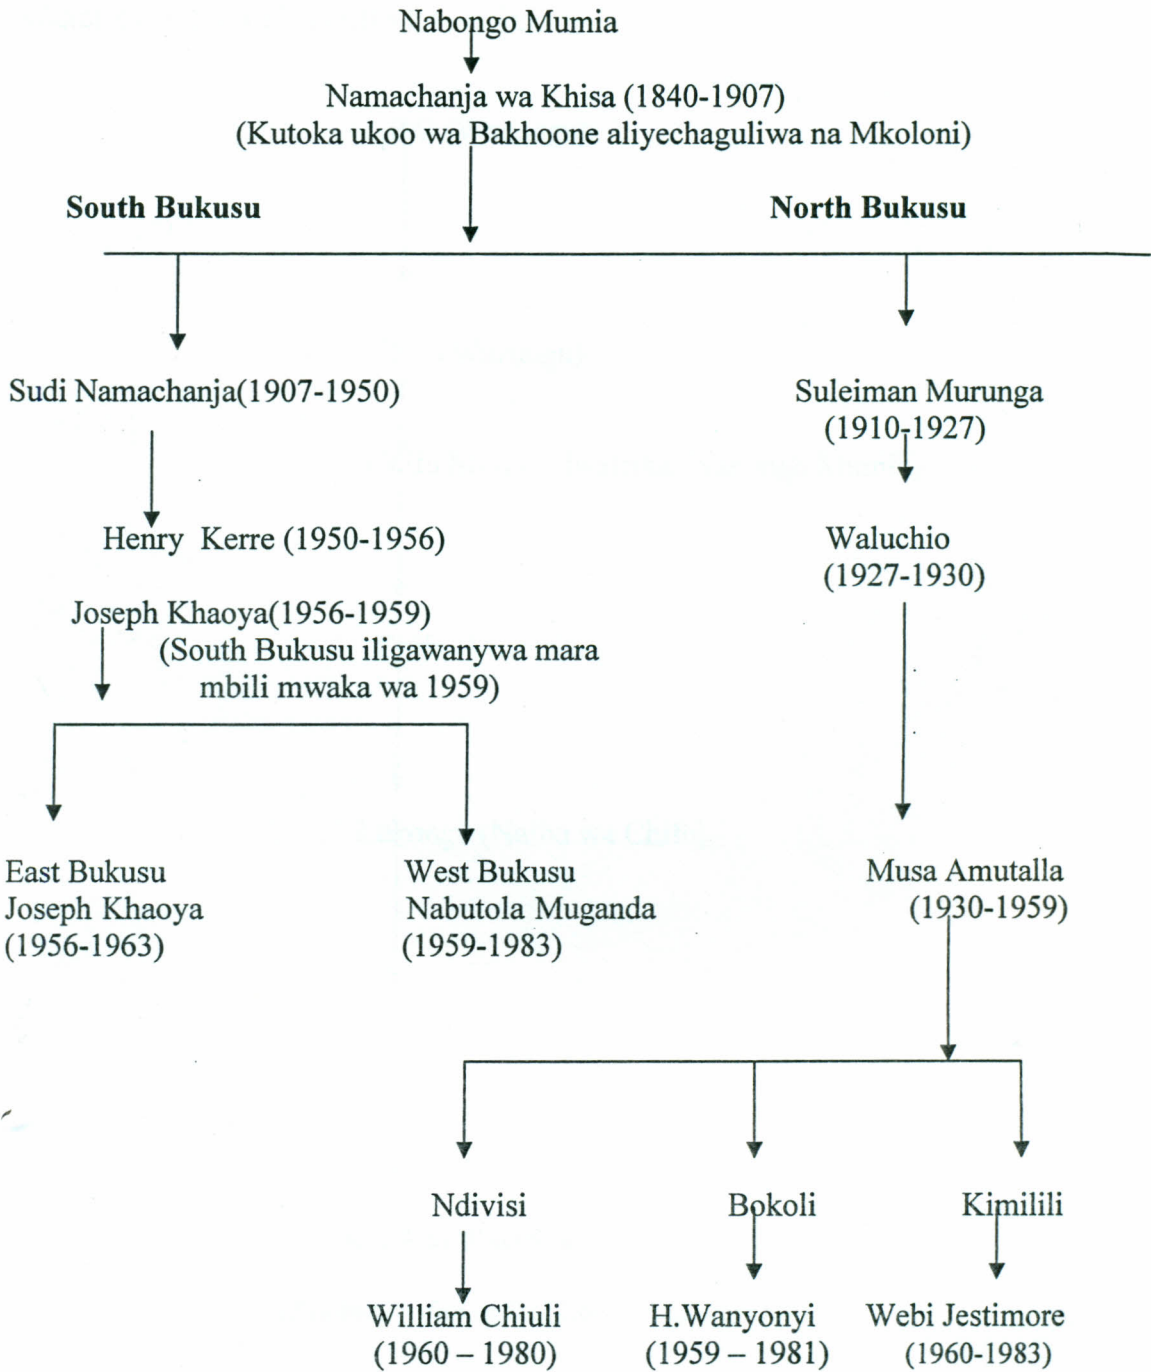 Nabongo Mumia
Namachanja wa Khisa (1840-1907)
(Kutoka ukoo wa Bakhoone aliyechaguliwa na Mkoloni)
South Bukusu
North Bukusu
Sudi Namachanja(1907-1950)
Suleiman Murunga
(1910-1927)
Henry Kerre (1950-1956)
Waluchio
(1927-1930)
Joseph Khaoya(1956-1959)
(South Bukusu iligawanywa mara
mbili mwaka wa 1959)
East Bukusu
Joseph Khaoya
(1956-1963)
West Bukusu
Nabutola Muganda
(1959-1983)
Musa Amutalla
(1930-1959)
Ndivisi
Bokoli
Kimilili
William Chiuli
(1960 – 1980)
H.Wanyonyi
(1959 – 1981)
Webi Jestimore
(1960-1983)